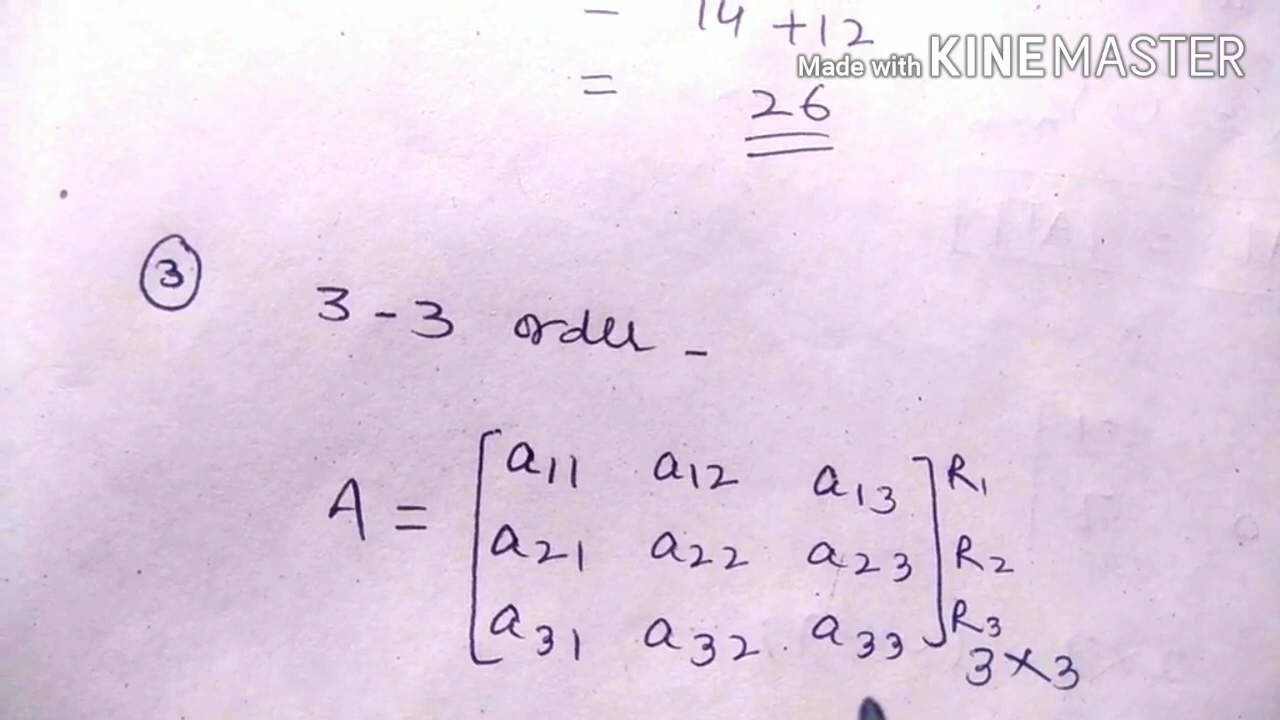 = 14 + 12
Made with KINEMASTER
= 26
3
3 - 3 order -
A = [ a11 a12 a13 ] R1
a21 a22 a23 R2
a31 a32 a33 R3
3 × 3